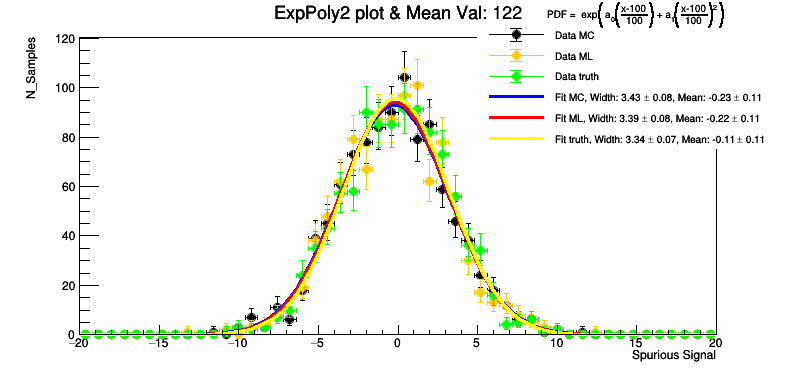 ExpPoly2 plot & Mean Val: 122
PDF = exp(a₀(x-100/100) + a₁(x-100/100)²)
Data MC
Data ML
Data truth
Fit MC, Width: 3.43 ± 0.08, Mean: -0.23 ± 0.11
Fit ML, Width: 3.39 ± 0.08, Mean: -0.22 ± 0.11
Fit truth, Width: 3.34 ± 0.07, Mean: -0.11 ± 0.11
N_Samples
120
100
80
60
40
20
0
−20 −15 −10 −5 0 5 10 15 20
Spurious Signal